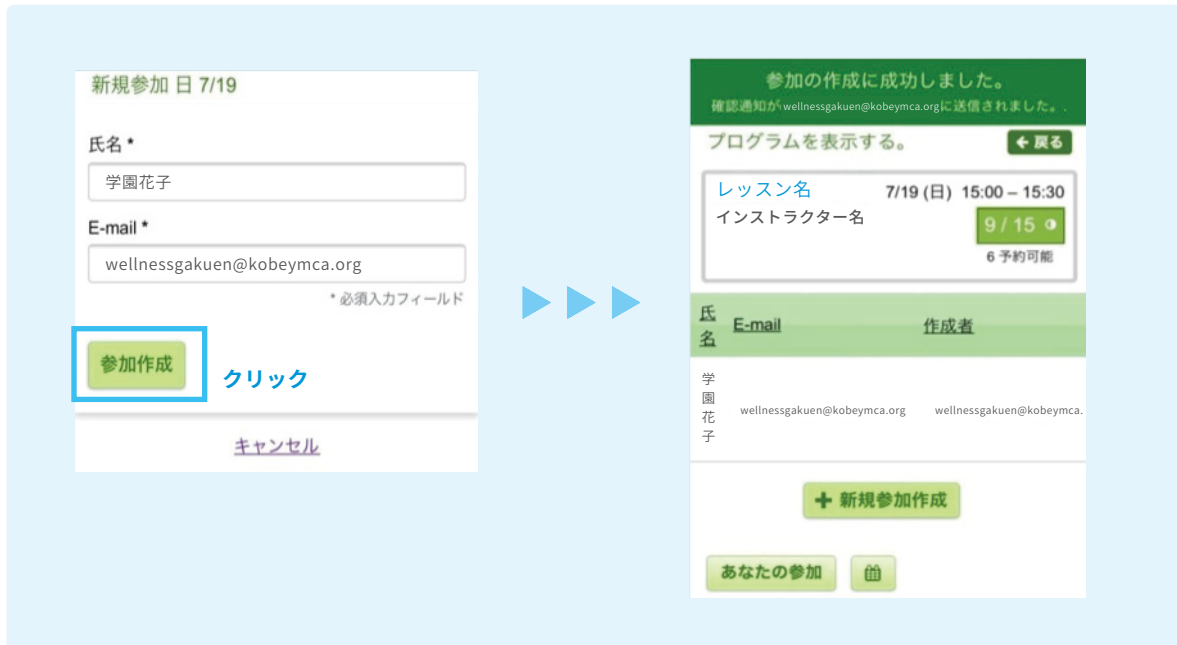 新規参加 日 7/19
氏名 *
学園花子
E-mail *
wellnessgakuen@kobeymca.org
* 必須入力フィールド
参加作成
クリック
キャンセル
参加の作成に成功しました。
確認通知がwellnessgakuen@kobeymca.orgに送信されました。.
プログラムを表示する。
戻る
レッスン名 7/19 (日) 15:00 – 15:30
インストラクター名
9 / 15
6 予約可能
氏名 E-mail 作成者
学園花子 wellnessgakuen@kobeymca.org wellnessgakuen@kobeymca.
+ 新規参加作成
あなたの参加